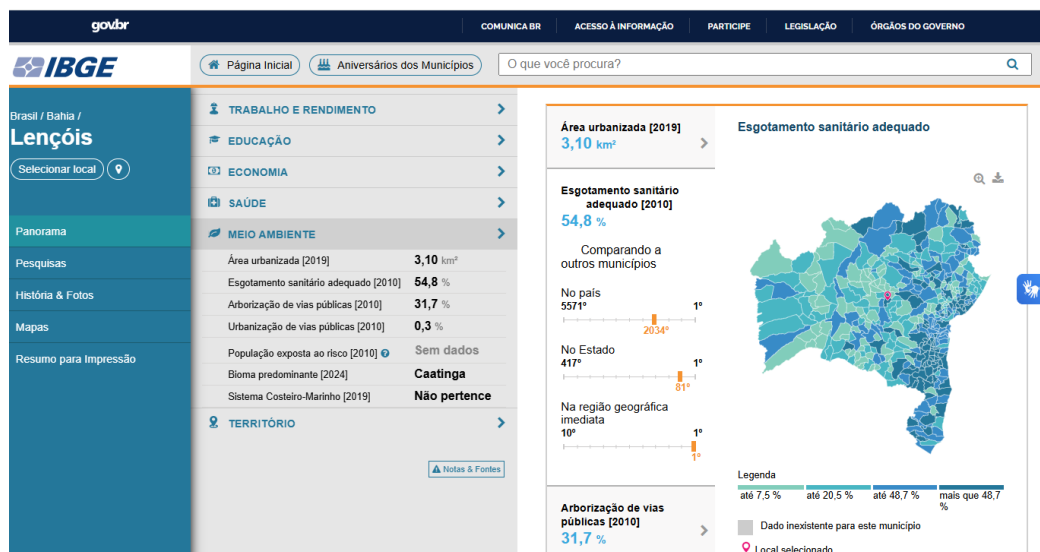 gov.br
COMUNICA BR
ACESSO À INFORMAÇÃO
PARTICIPE
LEGISLAÇÃO
ÓRGÃOS DO GOVERNO
IBGE
Página Inicial
Aniversários dos Municípios
O que você procura?
Brasil / Bahia /
Lençóis
Selecionar local
Panorama
Pesquisas
História & Fotos
Mapas
Resumo para Impressão
TRABALHO E RENDIMENTO
EDUCAÇÃO
ECONOMIA
SAÚDE
MEIO AMBIENTE
Área urbanizada [2019] 3,10 km²
Esgotamento sanitário adequado [2010] 54,8 %
Arborização de vias públicas [2010] 31,7 %
Urbanização de vias públicas [2010] 0,3 %
População exposta ao risco [2010] Sem dados
Bioma predominante [2024] Caatinga
Sistema Costeiro-Marinho [2019] Não pertence
TERRITÓRIO
Notas & Fontes
Área urbanizada [2019]
3,10 km²
Esgotamento sanitário
adequado [2010]
54,8 %
Comparando a
outros municípios
No país
5571º 1º
2034º
No Estado
417º 1º
81º
Na região geográfica
imediata
10º 1º
1º
Arborização de vias
públicas [2010]
31,7 %
Esgotamento sanitário adequado
Legenda
até 7,5 % até 20,5 % até 48,7 % mais que 48,7
%
Dado inexistente para este município
Local selecionado